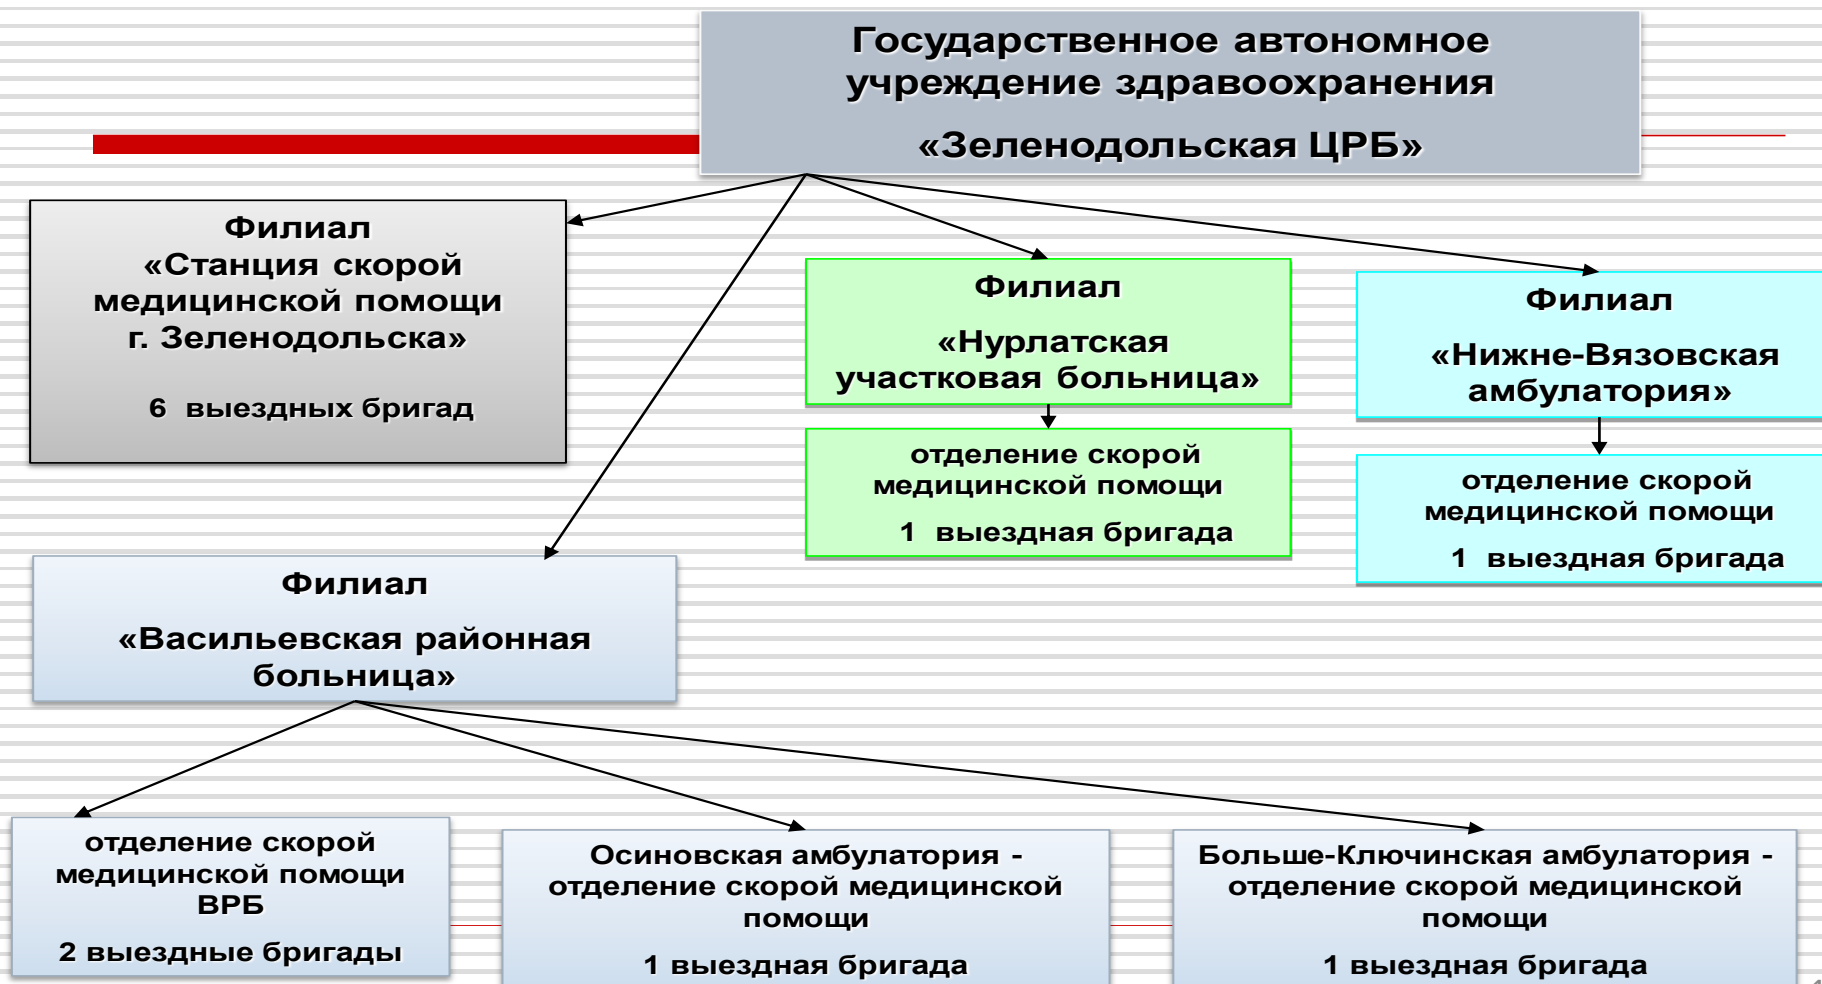 Государственное автономное
учреждение здравоохранения
«Зеленодольская ЦРБ»
Филиал
«Станция скорой
медицинской помощи
г. Зеленодольска»
6 выездных бригад
Филиал
«Нурлатская
участковая больница»
отделение скорой
медицинской помощи
1 выездная бригада
Филиал
«Нижне-Вязовская
амбулатория»
отделение скорой
медицинской помощи
1 выездная бригада
Филиал
«Васильевская районная
больница»
отделение скорой
медицинской помощи
ВРБ
2 выездные бригады
Осиновская амбулатория -
отделение скорой медицинской
помощи
1 выездная бригада
Больше-Ключинская амбулатория -
отделение скорой медицинской
помощи
1 выездная бригада